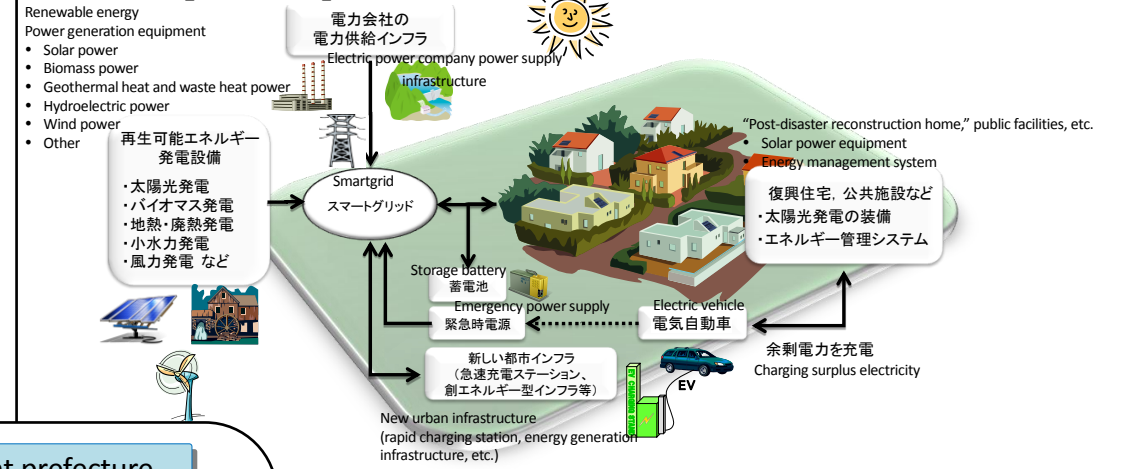 Renewable energy
Power generation equipment
• Solar power
• Biomass power
• Geothermal heat and waste heat power
• Hydroelectric power
• Wind power
• Other
電力会社の
電力供給インフラ
Electric power company power supply
infrastructure
再生可能エネルギー
発電設備
・太陽光発電
・バイオマス発電
・地熱・廃熱発電
・小水力発電
・風力発電 など
Smartgrid
スマートグリッド
"Post-disaster reconstruction home," public facilities, etc.
• Solar power equipment
• Energy management system
復興住宅，公共施設など
・太陽光発電の装備
・エネルギー管理システム
Storage battery
蓄電池
Emergency power supply
緊急時電源
Electric vehicle
電気自動車
余剰電力を充電
Charging surplus electricity
新しい都市インフラ
（急速充電ステーション、
創エネルギー型インフラ等）
EV
EV CHARGING STAND
New urban infrastructure
(rapid charging station, energy generation
infrastructure, etc.)
prefecture